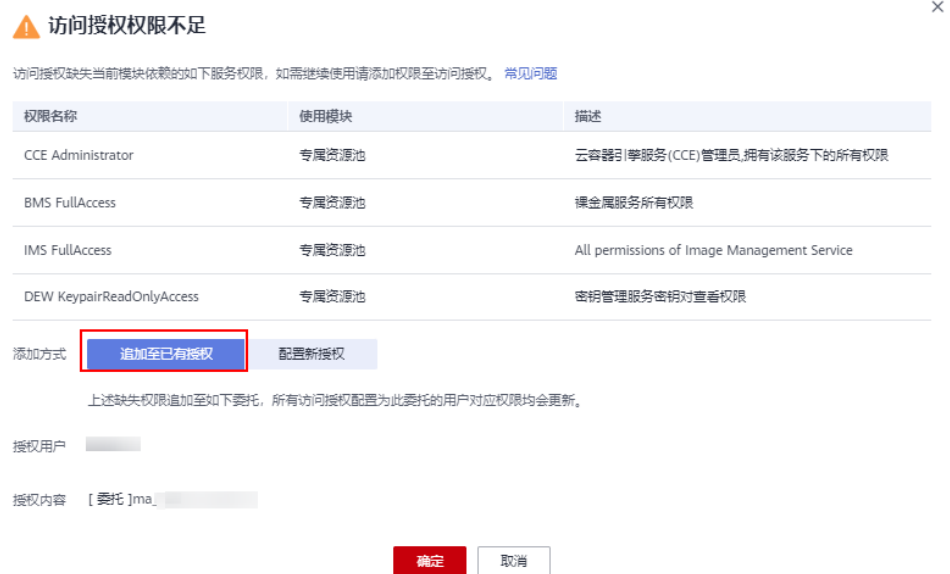 访问授权权限不足
访问授权缺失当前模块依赖的如下服务权限，如需继续使用请添加权限至访问授权。 常见问题
权限名称 使用模块 描述
CCE Administrator 专属资源池 云容器引擎服务(CCE)管理员,拥有该服务下的所有权限
BMS FullAccess 专属资源池 裸金属服务所有权限
IMS FullAccess 专属资源池 All permissions of Image Management Service
DEW KeypairReadOnlyAccess 专属资源池 密钥管理服务密钥对查看权限
添加方式 追加至已有授权 配置新授权
上述缺失权限追加至如下委托，所有访问授权配置为此委托的用户对应权限均会更新。
授权用户
授权内容 [ 委托 ]ma_
确定 取消